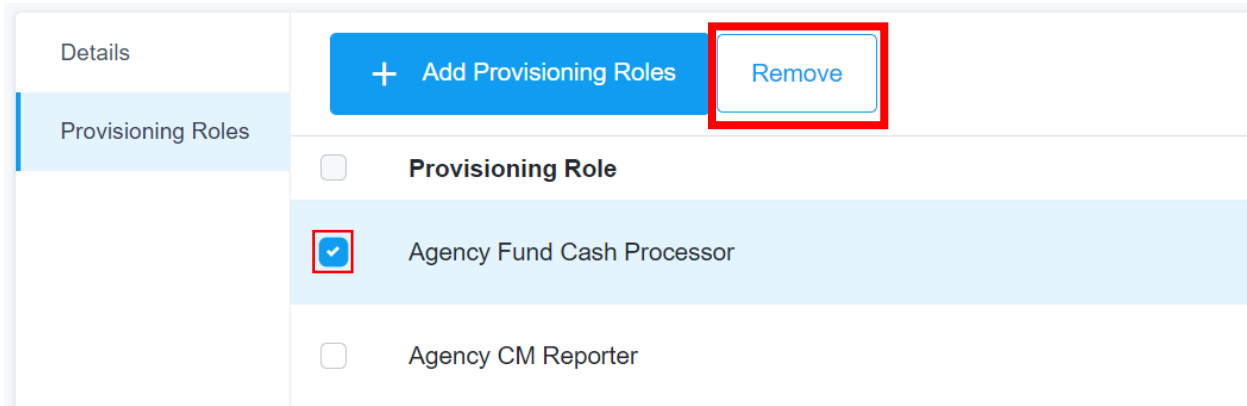 Details
Provisioning Roles
+ Add Provisioning Roles
Remove
Provisioning Role
Agency Fund Cash Processor
Agency CM Reporter